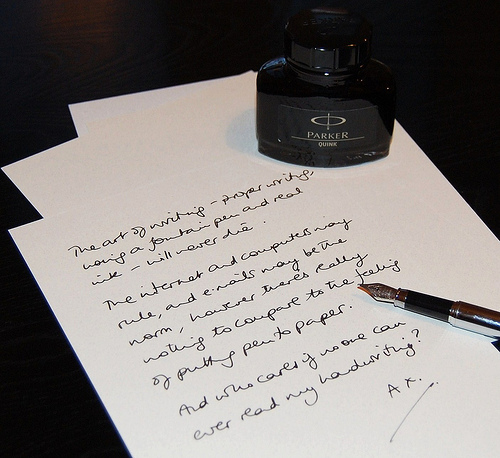 PARKER
QUINK
The art of writing - proper writing
using a fountain pen and real
ink - will never die.
The internet and computers may
rule, and e.mails may be the
norm, however there's really
nothing to compare to the feeling
of putting pen to paper.
And who cares if no one can
ever read my handwriting?
A.K.